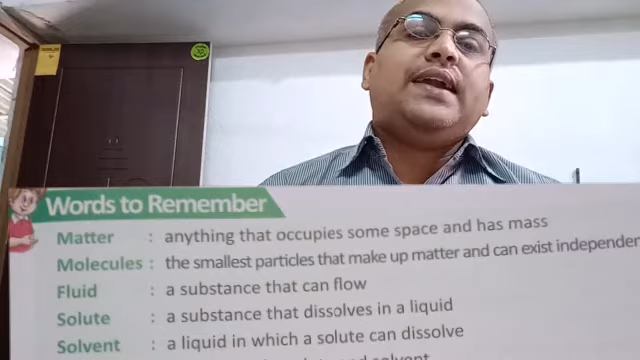 Words to Remember
Matter : anything that occupies some space and has mass
Molecules : the smallest particles that make up matter and can exist
Fluid : a substance that can flow
Solute : a substance that dissolves in a liquid
Solvent : a liquid in which a solute can dissolve
and solvent